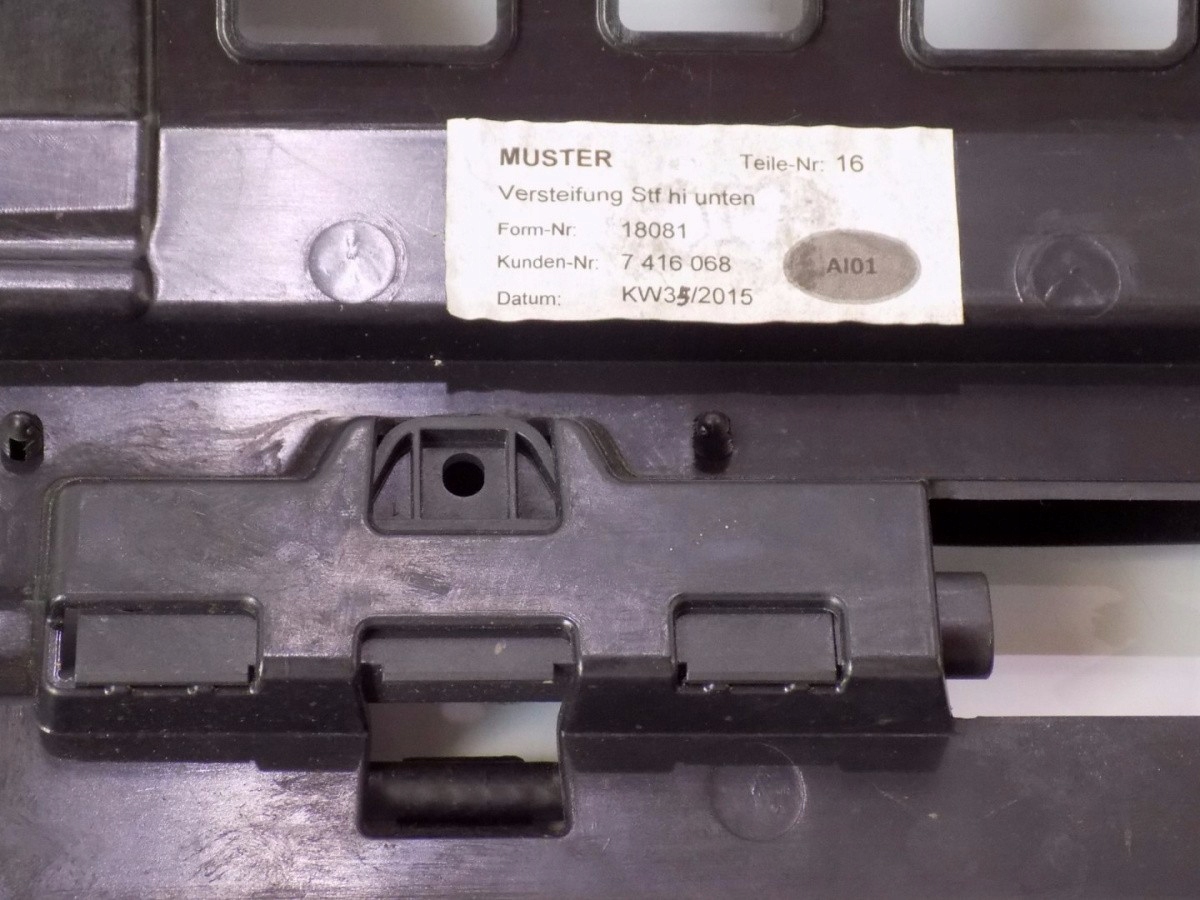 MUSTER Teile-Nr: 16
Versteifung Stf hi unten
Form-Nr: 18081
Kunden-Nr: 7 416 068
AI01
Datum: KW35/2015